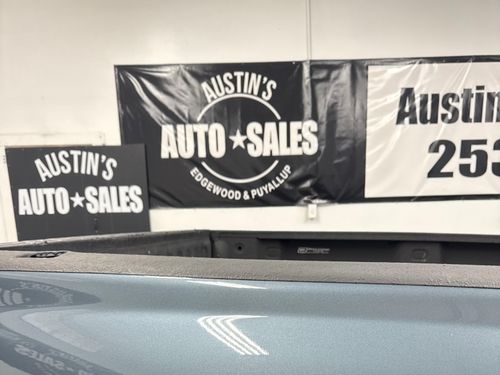 AUSTIN'S
AUTO★SALES
EDGEWOOD & PUYALLUP
Austin
253
AUSTIN'S
AUTO★SALES